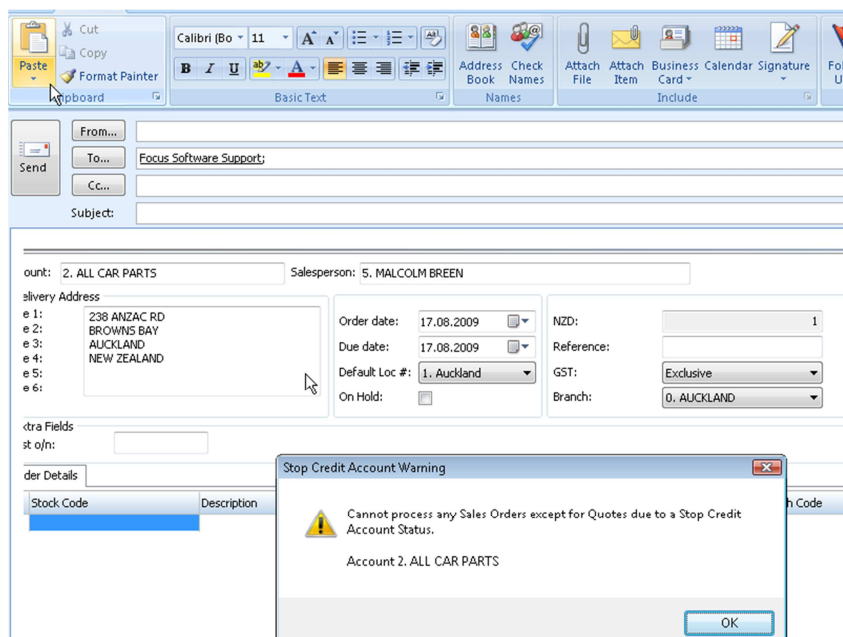 Cut
Copy
Format Painter
Paste
Clipboard
Calibri (Bo 11
B I U
Basic Text
Address Book
Check Names
Names
Attach File
Attach Item
Business Card
Calendar
Signature
Include
Send
From...
To... Focus Software Support;
Cc...
Subject:
ount: 2. ALL CAR PARTS Salesperson: 5. MALCOLM BREEN
elivery Address
e 1: 238 ANZAC RD
e 2: BROWNS BAY
e 3: AUCKLAND
e 4: NEW ZEALAND
e 5:
e 6:
Order date: 17.08.2009
Due date: 17.08.2009
Default Loc #: 1. Auckland
On Hold:
NZD: 1
Reference:
GST: Exclusive
Branch: 0. AUCKLAND
xtra Fields
st o/n:
der Details
Stock Code Description h Code
Stop Credit Account Warning
Cannot process any Sales Orders except for Quotes due to a Stop Credit
Account Status.
Account 2. ALL CAR PARTS
OK